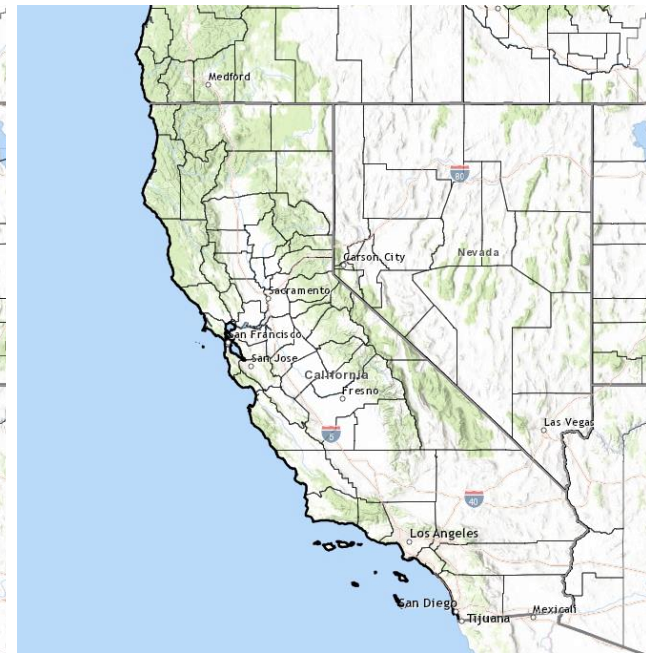 Medford
80
Carson City
Nevada
Sacramento
San Francisco
San Jose
California
Fresno
Las Vegas
5
40
Los Angeles
San Diego
Tijuana
Mexicali